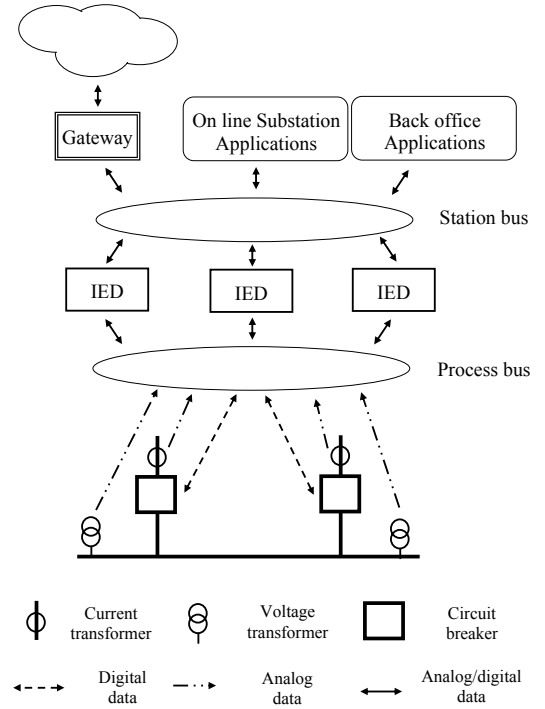 Gateway
On line Substation
Applications
Back office
Applications
Station bus
IED
IED
IED
Process bus
Current
transformer
Voltage
transformer
Circuit
breaker
Digital
data
Analog
data
Analog/digital
data